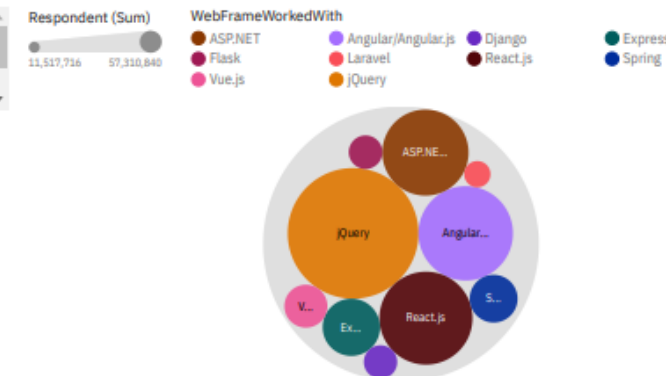 Respondent (Sum)
11,517,716 57,310,840
WebFrameWorkedWith
ASP.NET Angular/Angular.js Django Express
Flask Laravel React.js Spring
Vue.js jQuery
ASP.NE...
jQuery Angular...
V... Ex... React.js S...